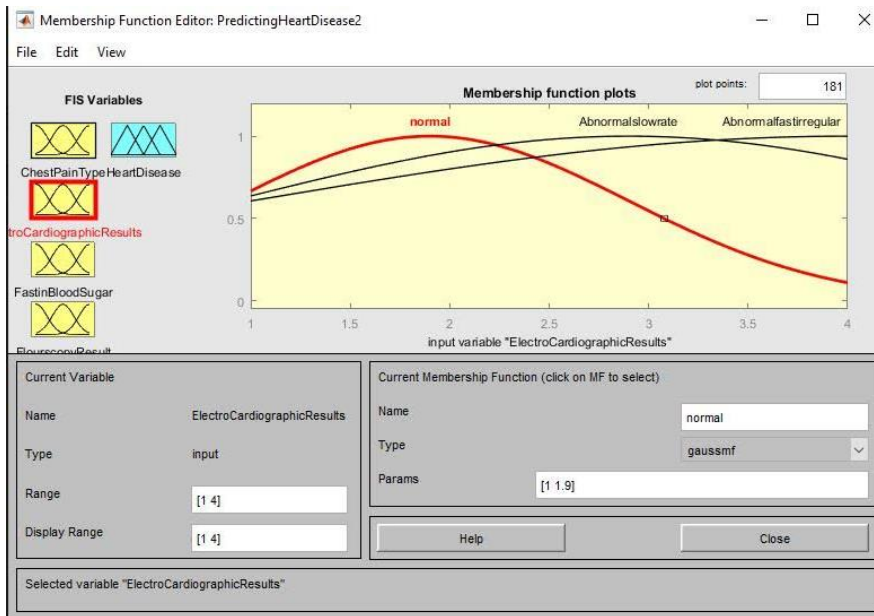 Membership Function Editor: PredictingHeartDisease2
File Edit View
FIS Variables
ChestPainType HeartDisease
troCardiographicResults
FastinBloodSugar
FlourscopyResult
Membership function plots
plot points: 181
normal Abnormalslowrate Abnormalfastirregular
1
0.5
0
1 1.5 2 2.5 3 3.5 4
input variable "ElectroCardiographicResults"
Current Variable
Name ElectroCardiographicResults
Type input
Range [1 4]
Display Range [1 4]
Current Membership Function (click on MF to select)
Name normal
Type gaussmf
Params [1 1.9]
Help Close
Selected variable "ElectroCardiographicResults"